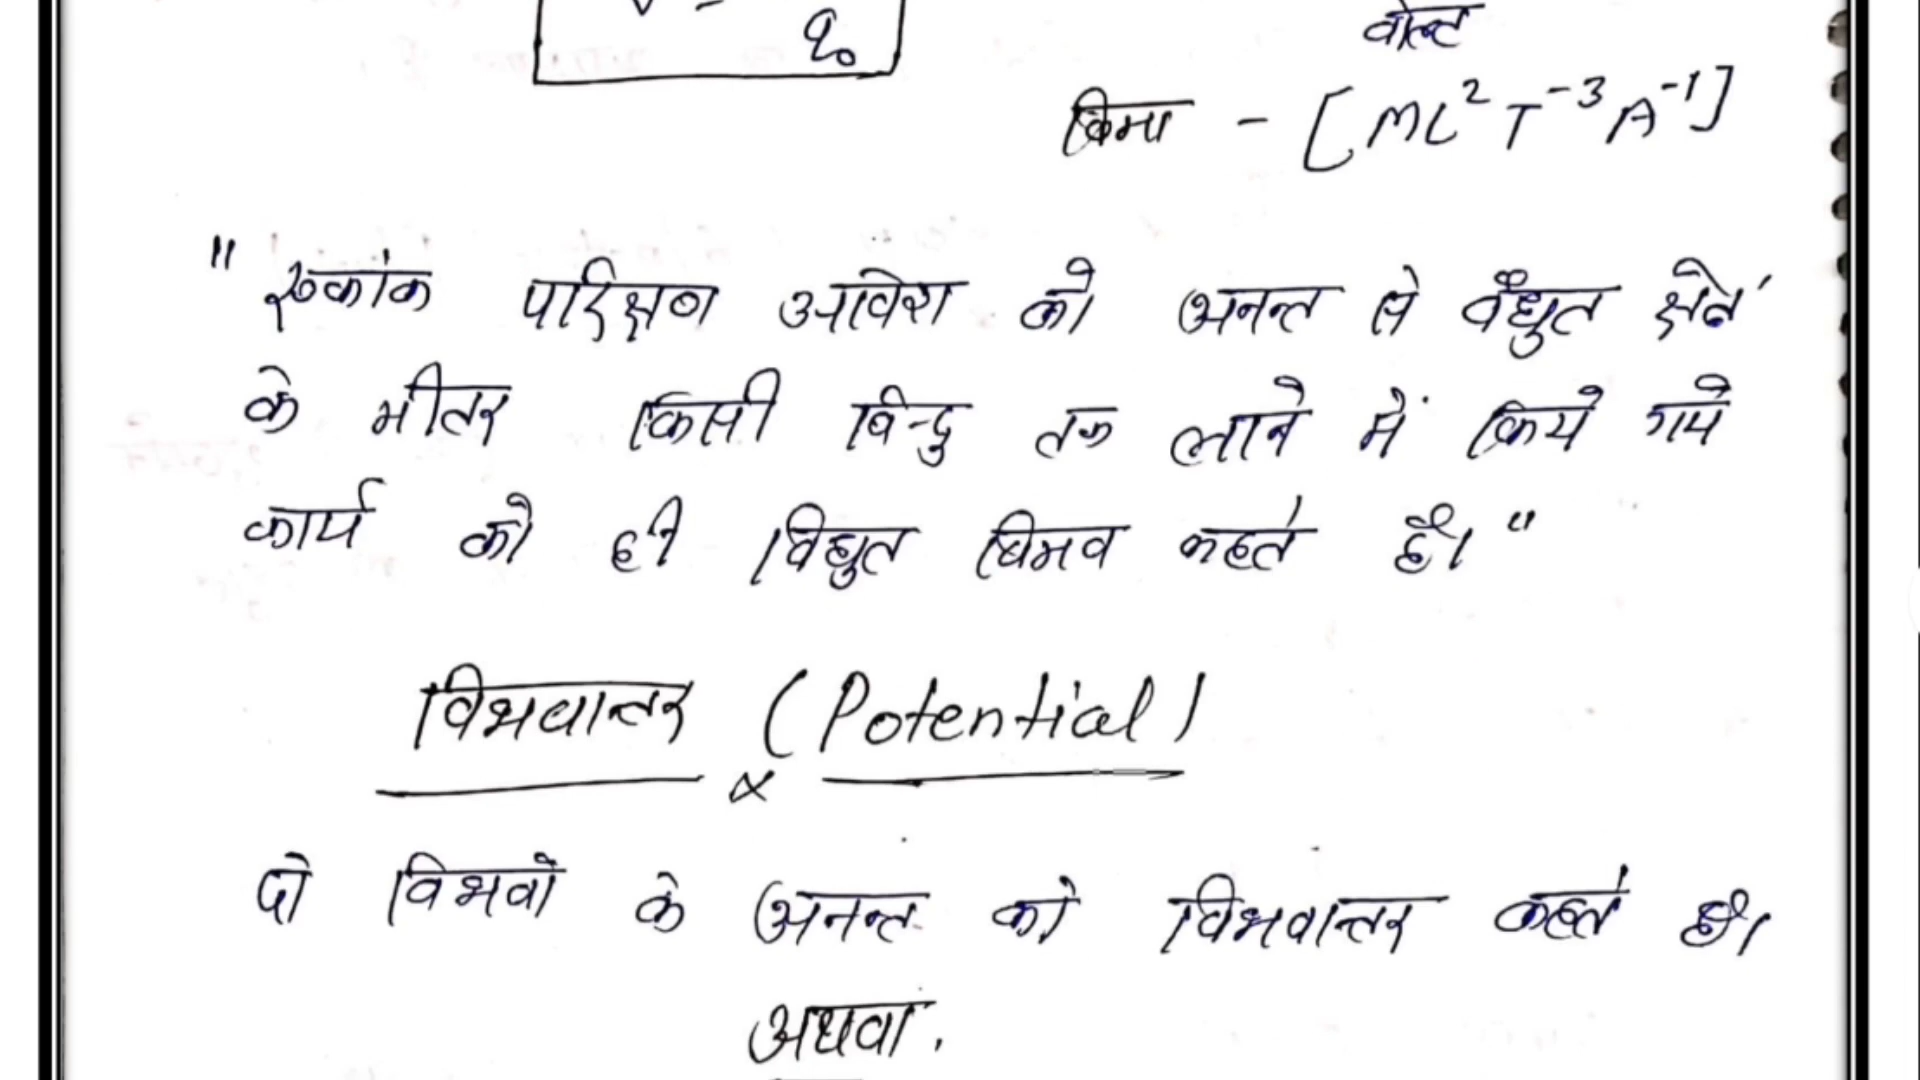 V =
q₀
वोल्ट
विमा - [ML²T⁻³A⁻¹]
" एकांक परिक्षण आवेश को अनन्त से वैधुत क्षेत्र
के भीतर किसी विन्दु तक लाने में किये गये
कार्य को ही विधुत विभव कहते है। "
विभवान्तर (Potential)
दो विभवो के अनन्त को विभवान्तर कहते है।
अथवा.